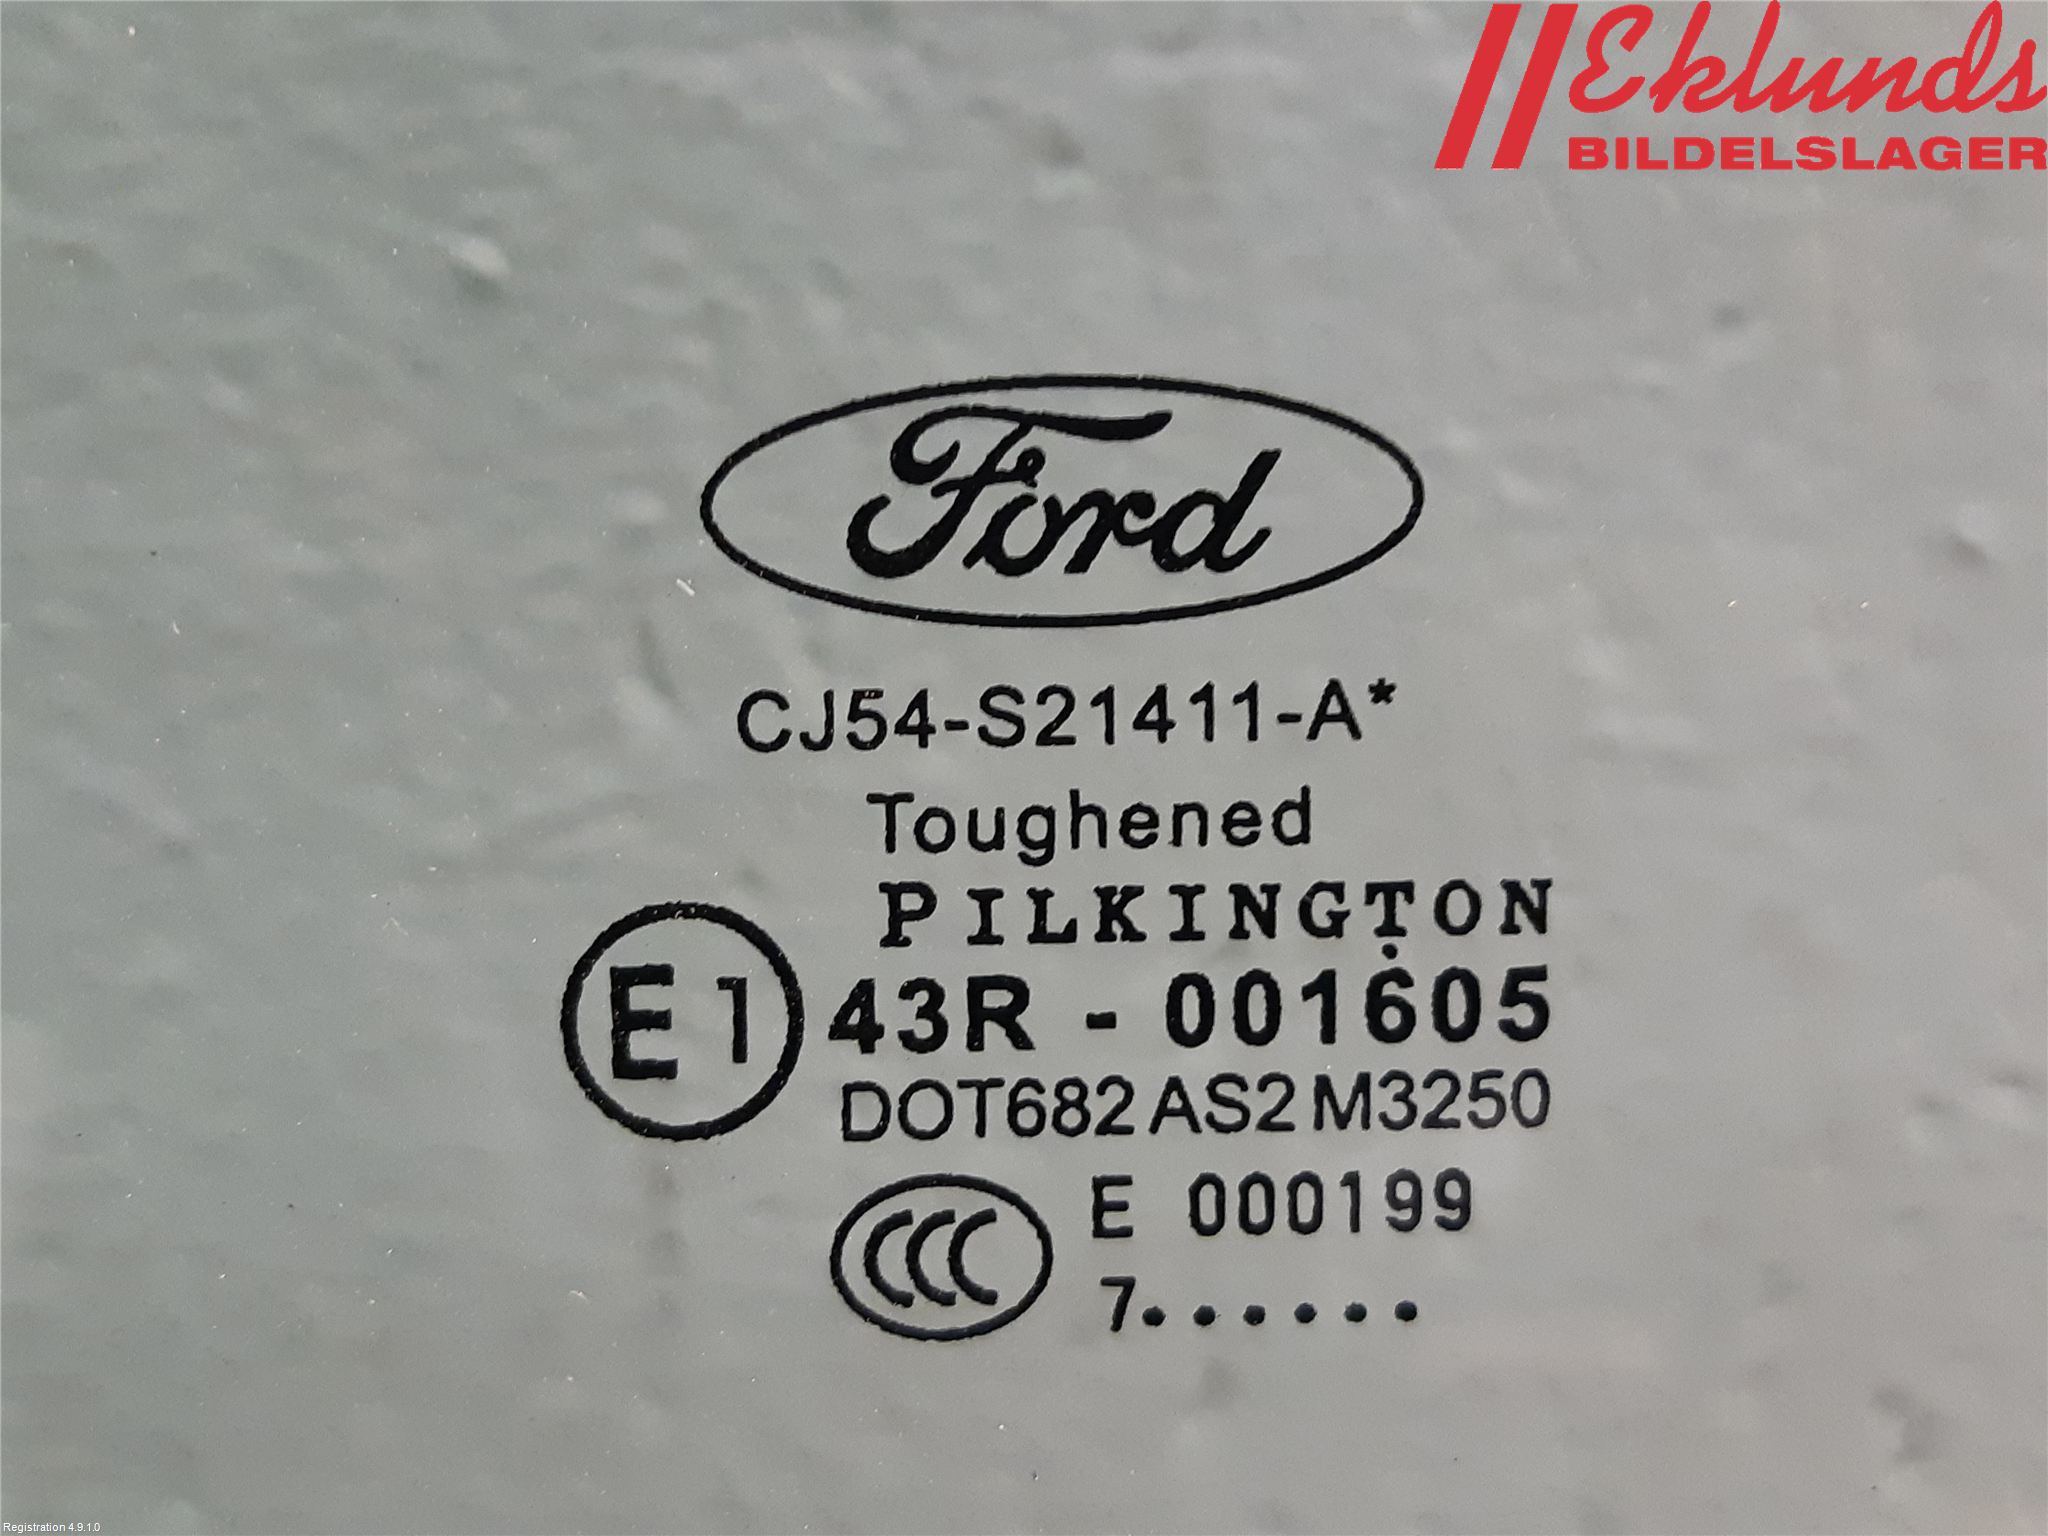 Eklunds
BILDELSLAGER
Ford
CJ54-S21411-A*
Toughened
PILKINGTON
E1 43R - 001605
DOT682 AS2 M3250
CCC E 000199
7......
Registration 4.9.1.0